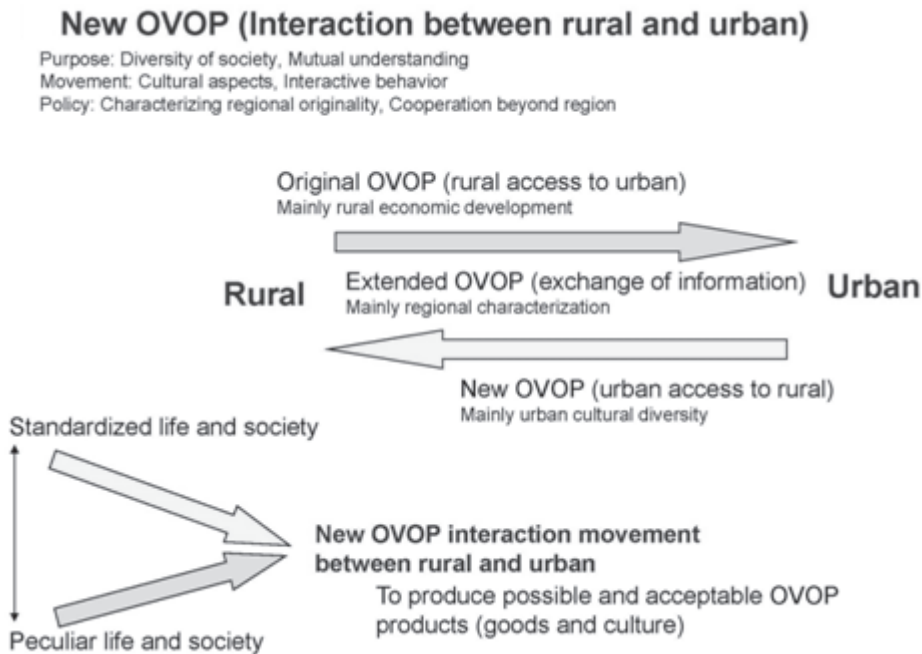 New OVOP (Interaction between rural and urban)
Purpose: Diversity of society, Mutual understanding
Movement: Cultural aspects, Interactive behavior
Policy: Characterizing regional originality, Cooperation beyond region
Original OVOP (rural access to urban)
Mainly rural economic development
Rural
Extended OVOP (exchange of information)
Mainly regional characterization
Urban
New OVOP (urban access to rural)
Mainly urban cultural diversity
Standardized life and society
New OVOP interaction movement
between rural and urban
To produce possible and acceptable OVOP
products (goods and culture)
Peculiar life and society